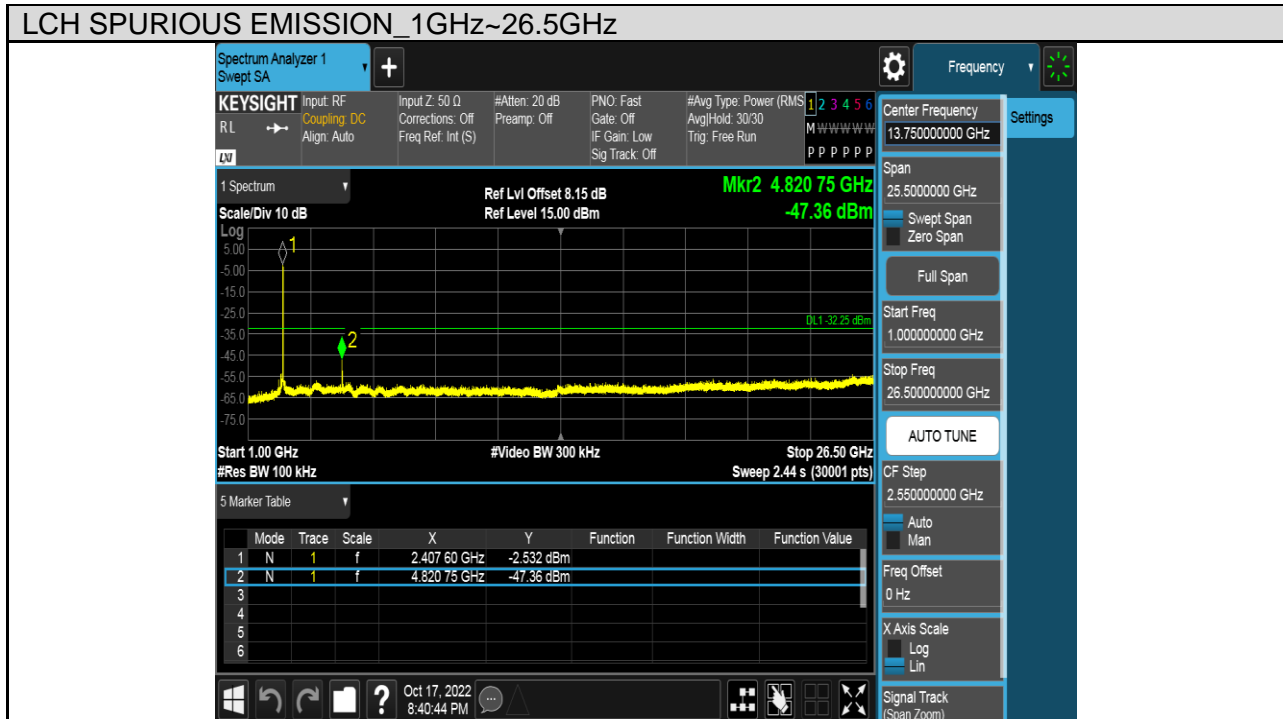 LCH SPURIOUS EMISSION_1GHz~26.5GHz
Spectrum Analyzer 1
Swept SA
+
Frequency
KEYSIGHT
RL
LXI
Input: RF
Coupling: DC
Align: Auto
Input Z: 50 Ω
Corrections: Off
Freq Ref: Int (S)
#Atten: 20 dB
Preamp: Off
PNO: Fast
Gate: Off
IF Gain: Low
Sig Track: Off
#Avg Type: Power (RMS
Avg|Hold: 30/30
Trig: Free Run
1 2 3 4 5 6
M W W W W W
P P P P P P
1 Spectrum
Scale/Div 10 dB
Ref Lvl Offset 8.15 dB
Ref Level 15.00 dBm
Mkr2 4.820 75 GHz
-47.36 dBm
Log
5.00
-5.00
-15.0
-25.0
-35.0
-45.0
-55.0
-65.0
-75.0
1
2
DL1 -32.25 dBm
Start 1.00 GHz
#Video BW 300 kHz
Stop 26.50 GHz
#Res BW 100 kHz
Sweep 2.44 s (30001 pts)
5 Marker Table
Mode Trace Scale X Y Function Function Width Function Value
1 N 1 f 2.407 60 GHz -2.532 dBm
2 N 1 f 4.820 75 GHz -47.36 dBm
3
4
5
6
?
Oct 17, 2022
8:40:44 PM
Center Frequency
13.750000000 GHz
Settings
Span
25.5000000 GHz
Swept Span
Zero Span
Full Span
Start Freq
1.000000000 GHz
Stop Freq
26.500000000 GHz
AUTO TUNE
CF Step
2.550000000 GHz
Auto
Man
Freq Offset
0 Hz
X Axis Scale
Log
Lin
Signal Track
(Span Zoom)